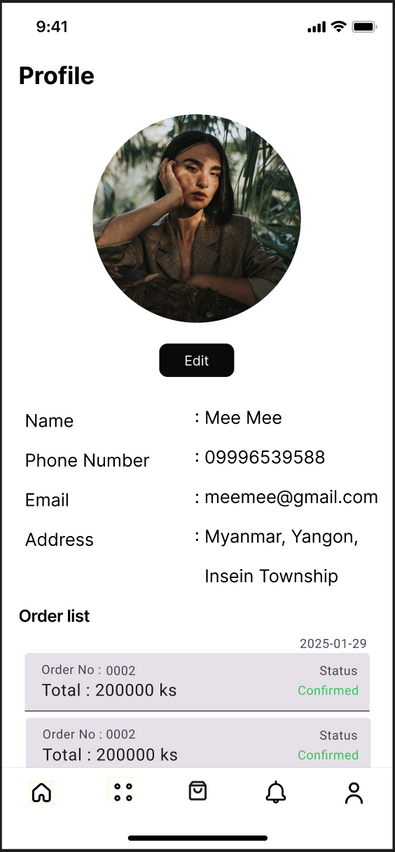 9:41
Profile
Edit
Name : Mee Mee
Phone Number : 09996539588
Email : meemee@gmail.com
Address : Myanmar, Yangon,
Insein Township
Order list
2025-01-29
Order No : 0002 Status
Total : 200000 ks Confirmed
Order No : 0002 Status
Total : 200000 ks Confirmed